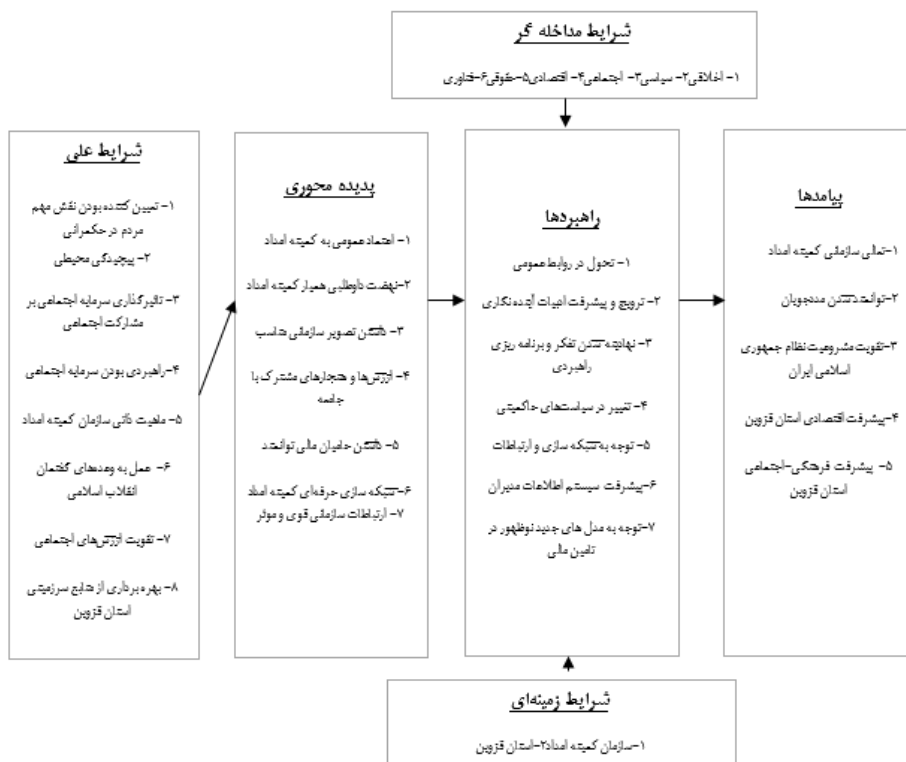 شرایط مداخله گر
۱- اخلاقی۲- سیاسی۳- اجتماعی۴- اقتصادی۵-حقوقی۶-فناوری
شرایط علی
۱- تعیین کننده بودن نقش مهم
مردم در حکمرانی
۲- پیچیدگی محیطی
۳- تاثیرگذاری سرمایه اجتماعی بر
مشارکت اجتماعی
۴- راهبردی بودن سرمایه اجتماعی
۵- ماهیت ذاتی سازمان کمیته امداد
۶- عمل به وعده‌های گفتمان
انقلاب اسلامی
۷- تقویت ارزش‌های اجتماعی
۸- بهره برداری از منابع سرزمینی
استان قزوین
پدیده محوری
۱- اعتماد عمومی به کمیته امداد
۲-نهضت داوطلبی همیار کمیته امداد
۳- داشتن تصویر سازمانی مناسب
۴- ارزش‌ها و هنجارهای مشترک با
جامعه
۵- داشتن حامیان مالی توانمند
۶-شبکه سازی حرفه‌ای کمیته امداد
۷- ارتباطات سازمانی قوی و موثر
راهبردها
۱- تحول در روابط عمومی
۲- ترویج و پیشرفت ادبیات آینده نگاری
۳- نهادینه شدن تفکر و برنامه ریزی
راهبردی
۴- تغییر در سیاست‌های حاکمیتی
۵- توجه به شبکه سازی و ارتباطات
۶-پیشرفت سیستم اطلاعات مدیران
۷-توجه به مدل های جدید نوظهور در
تامین مالی
پیامدها
۱-تعالی سازمانی کمیته امداد
۲- توانمندشدن مددجویان
۳-تقویت مشروعیت نظام جمهوری
اسلامی ایران
۴-پیشرفت اقتصادی استان قزوین
۵- پیشرفت فرهنگی-اجتماعی
استان قزوین
شرایط زمینه‌ای
۱-سازمان کمیته امداد۲-استان قزوین